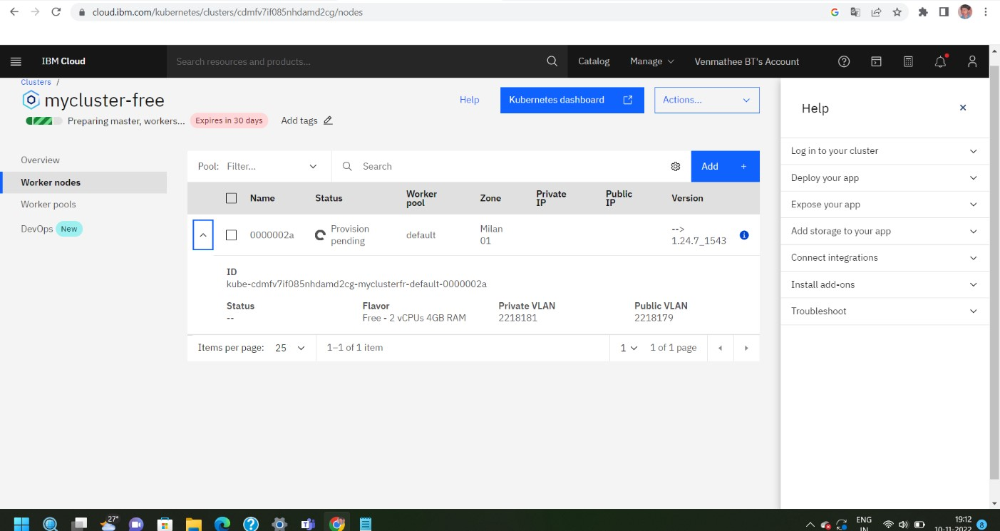 cloud.ibm.com/kubernetes/clusters/cdmfv7if085nhdamd2cg/nodes
IBM Cloud
Search resources and products...
Catalog
Manage
Venmathee BT's Account
Clusters /
mycluster-free
Preparing master, workers...
Expires in 30 days
Add tags
Help
Kubernetes dashboard
Actions...
Overview
Worker nodes
Worker pools
DevOps New
Pool: Filter...
Search
Add +
Name Status Worker pool Zone Private IP Public IP Version
0000002a
Provision pending
default
Milan 01
--> 1.24.7_1543
ID
kube-cdmfv7if085nhdamd2cg-myclusterfr-default-0000002a
Status Flavor Private VLAN Public VLAN
-- Free - 2 vCPUs 4GB RAM 2218181 2218179
Items per page: 25
1–1 of 1 item
1
1 of 1 page
Help
Log in to your cluster
Deploy your app
Expose your app
Add storage to your app
Connect integrations
Install add-ons
Troubleshoot
27°
ENG
IN
19:12
10-11-2022
8